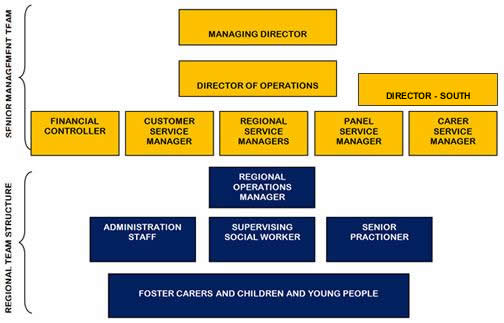 SENIOR MANAGEMENT TEAM
MANAGING DIRECTOR
DIRECTOR OF OPERATIONS
DIRECTOR - SOUTH
FINANCIAL
CONTROLLER
CUSTOMER
SERVICE
MANAGER
REGIONAL
SERVICE
MANAGERS
PANEL
SERVICE
MANAGER
CARER
SERVICE
MANAGER
REGIONAL TEAM STRUCTURE
REGIONAL
OPERATIONS
MANAGER
ADMINISTRATION
STAFF
SUPERVISING
SOCIAL WORKER
SENIOR
PRACTIONER
FOSTER CARERS AND CHILDREN AND YOUNG PEOPLE